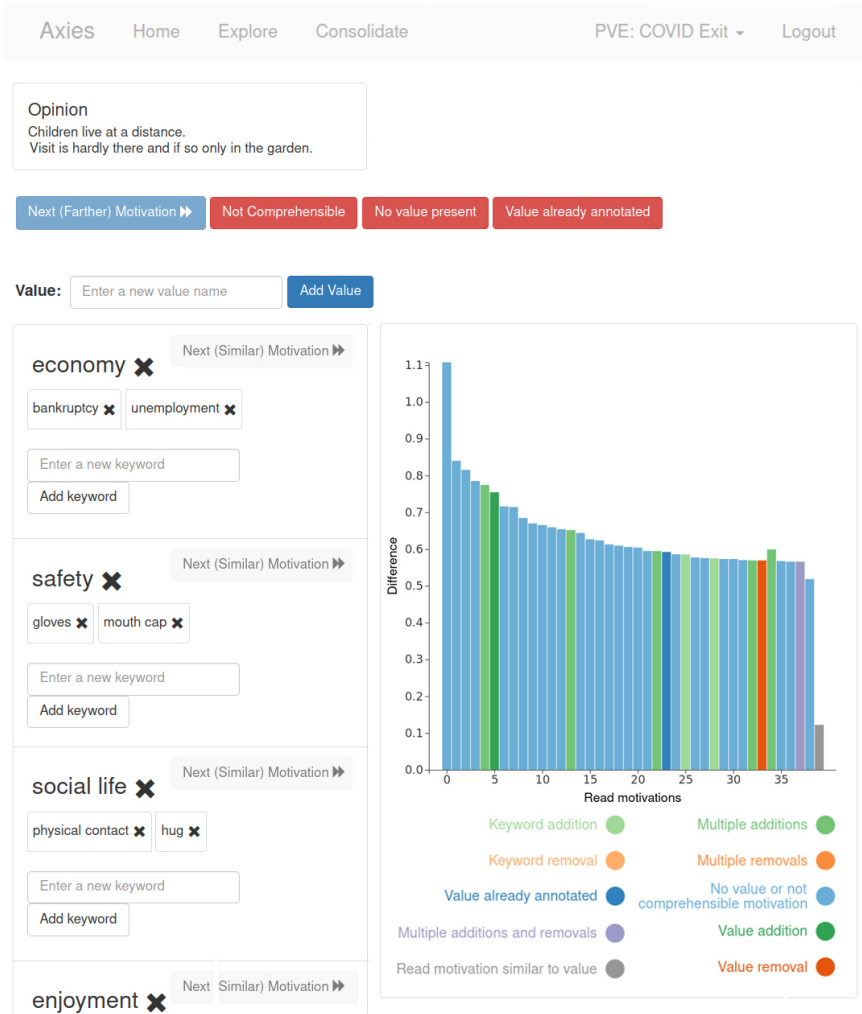 Axies Home Explore Consolidate PVE: COVID Exit Logout
Opinion
Children live at a distance.
Visit is hardly there and if so only in the garden.
Next (Farther) Motivation Not Comprehensible No value present Value already annotated
Value: Enter a new value name Add Value
economy Next (Similar) Motivation
bankruptcy unemployment
Enter a new keyword
Add keyword
safety Next (Similar) Motivation
gloves mouth cap
Enter a new keyword
Add keyword
social life Next (Similar) Motivation
physical contact hug
Enter a new keyword
Add keyword
enjoyment Next (Similar) Motivation
1.1
1.0
0.9
0.8
0.7
0.6
0.5
0.4
0.3
0.2
0.1
0.0
Difference
0 5 10 15 20 25 30 35
Read motivations
Keyword addition Multiple additions
Keyword removal Multiple removals
Value already annotated No value or not
comprehensible motivation
Multiple additions and removals Value addition
Read motivation similar to value Value removal